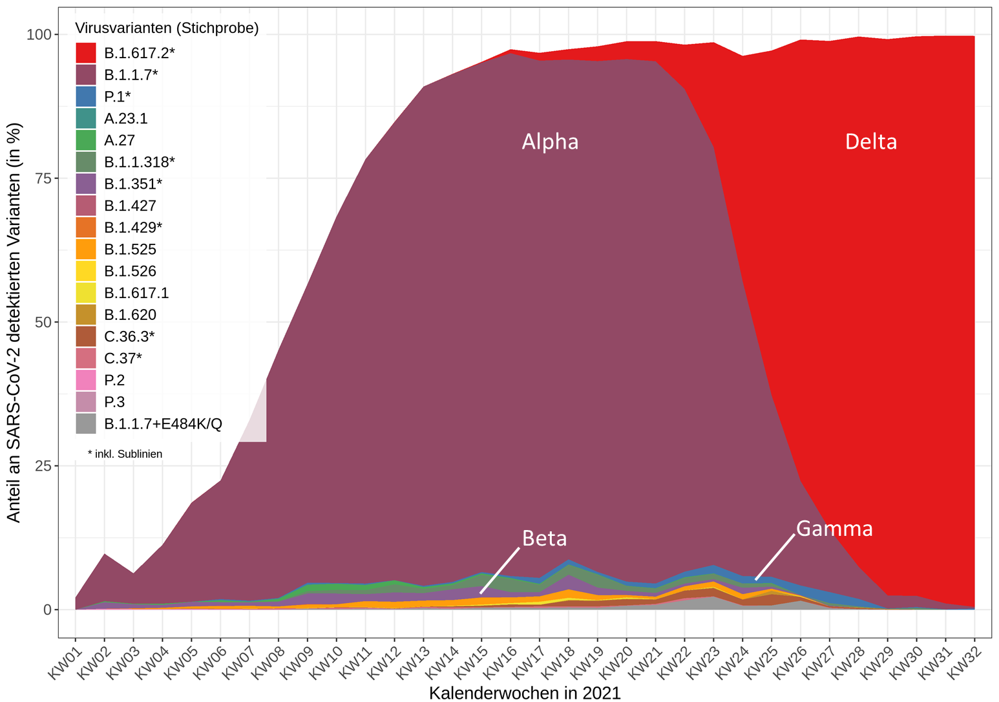 Virusvarianten (Stichprobe)
B.1.617.2*
B.1.1.7*
P.1*
A.23.1
A.27
B.1.1.318*
B.1.351*
B.1.427
B.1.429*
B.1.525
B.1.526
B.1.617.1
B.1.620
C.36.3*
C.37*
P.2
P.3
B.1.1.7+E484K/Q
* inkl. Sublinien
Anteil an SARS-CoV-2 detektierten Varianten (in %)
100
75
50
25
0
Alpha
Delta
Beta
Gamma
KW01
KW02
KW03
KW04
KW05
KW06
KW07
KW08
KW09
KW10
KW11
KW12
KW13
KW14
KW15
KW16
KW17
KW18
KW19
KW20
KW21
KW22
KW23
KW24
KW25
KW26
KW27
KW28
KW29
KW30
KW31
KW32
Kalenderwochen in 2021